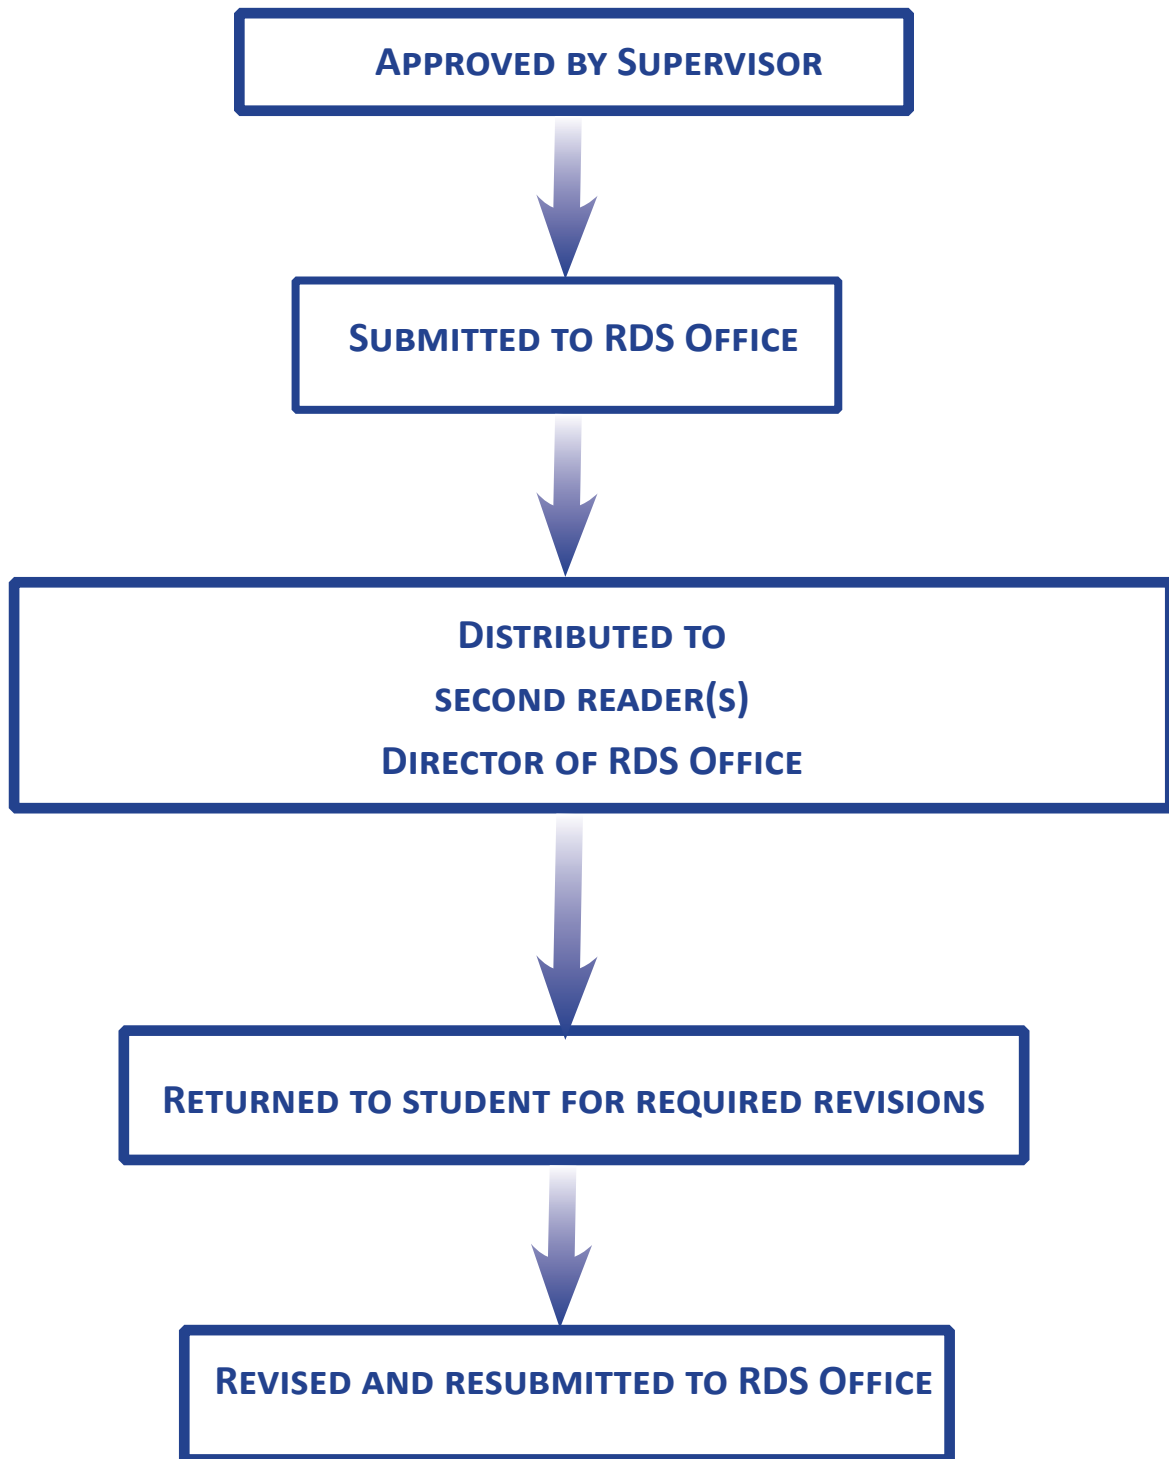 Approved by Supervisor
Submitted to RDS Office
Distributed to
second reader(s)
Director of RDS Office
Returned to student for required revisions
Revised and resubmitted to RDS Office